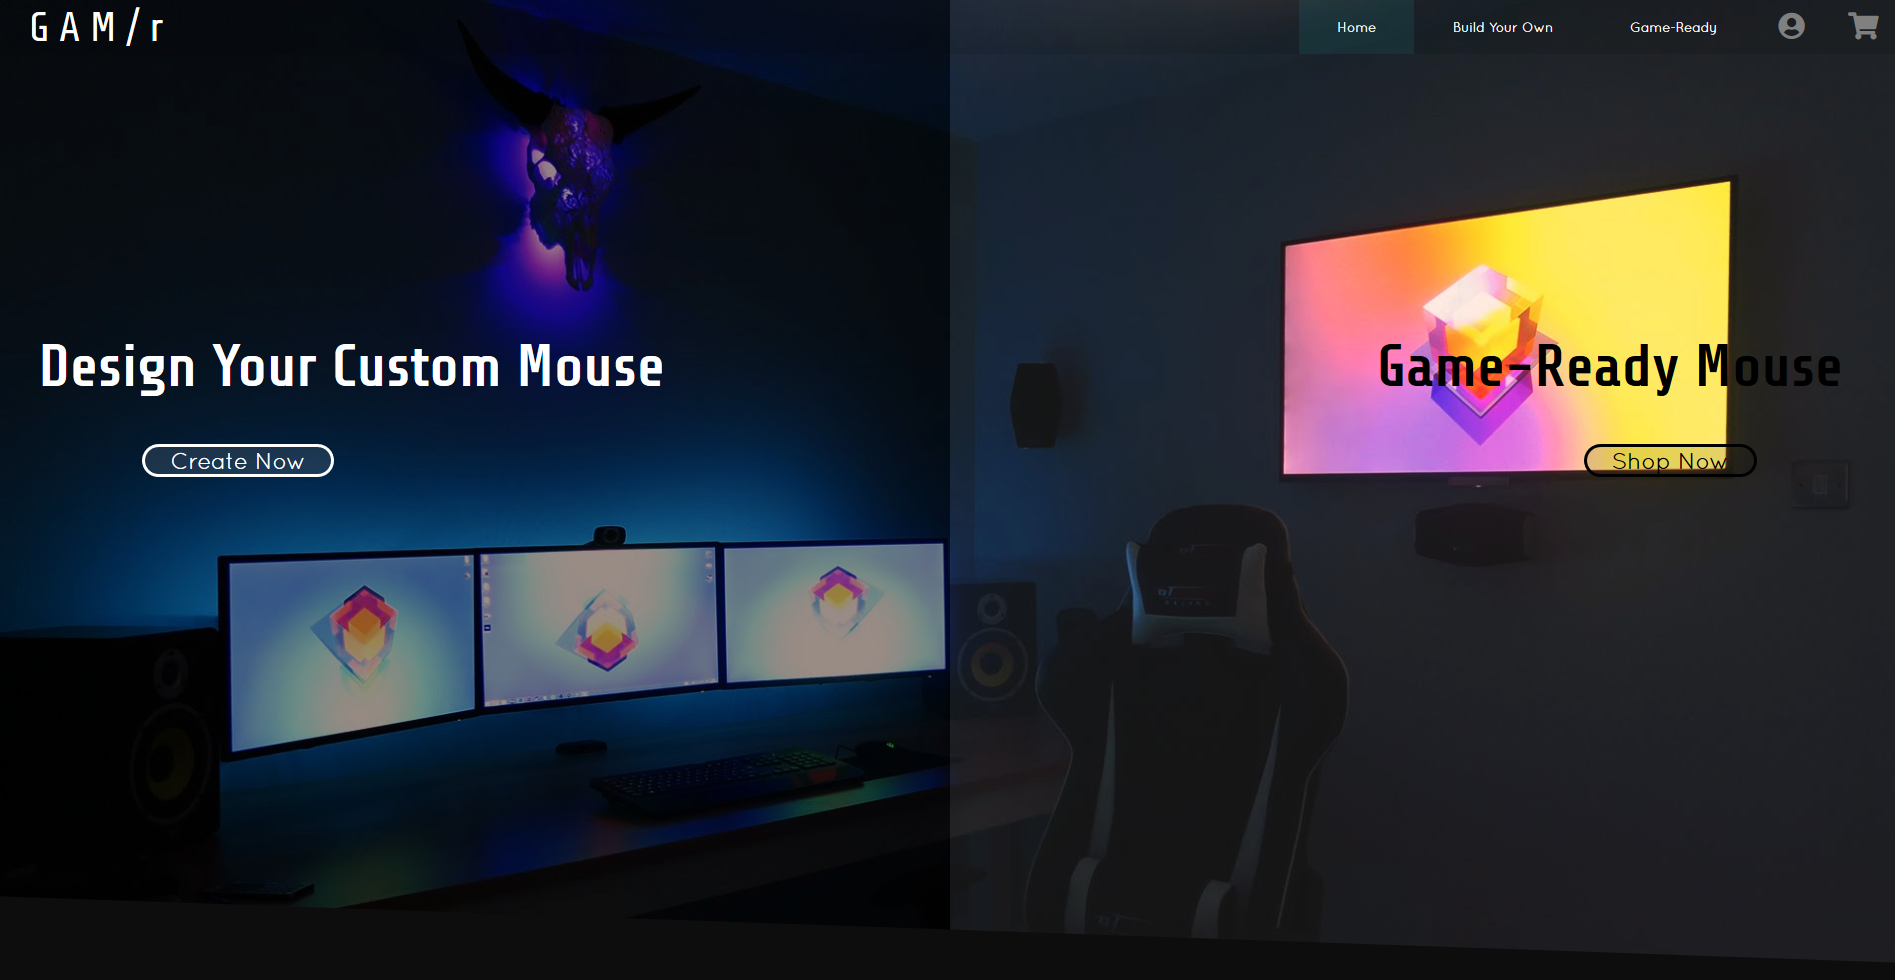 GAM/r
Home
Build Your Own
Game-Ready
Design Your Custom Mouse
Game-Ready Mouse
Create Now
Shop Now